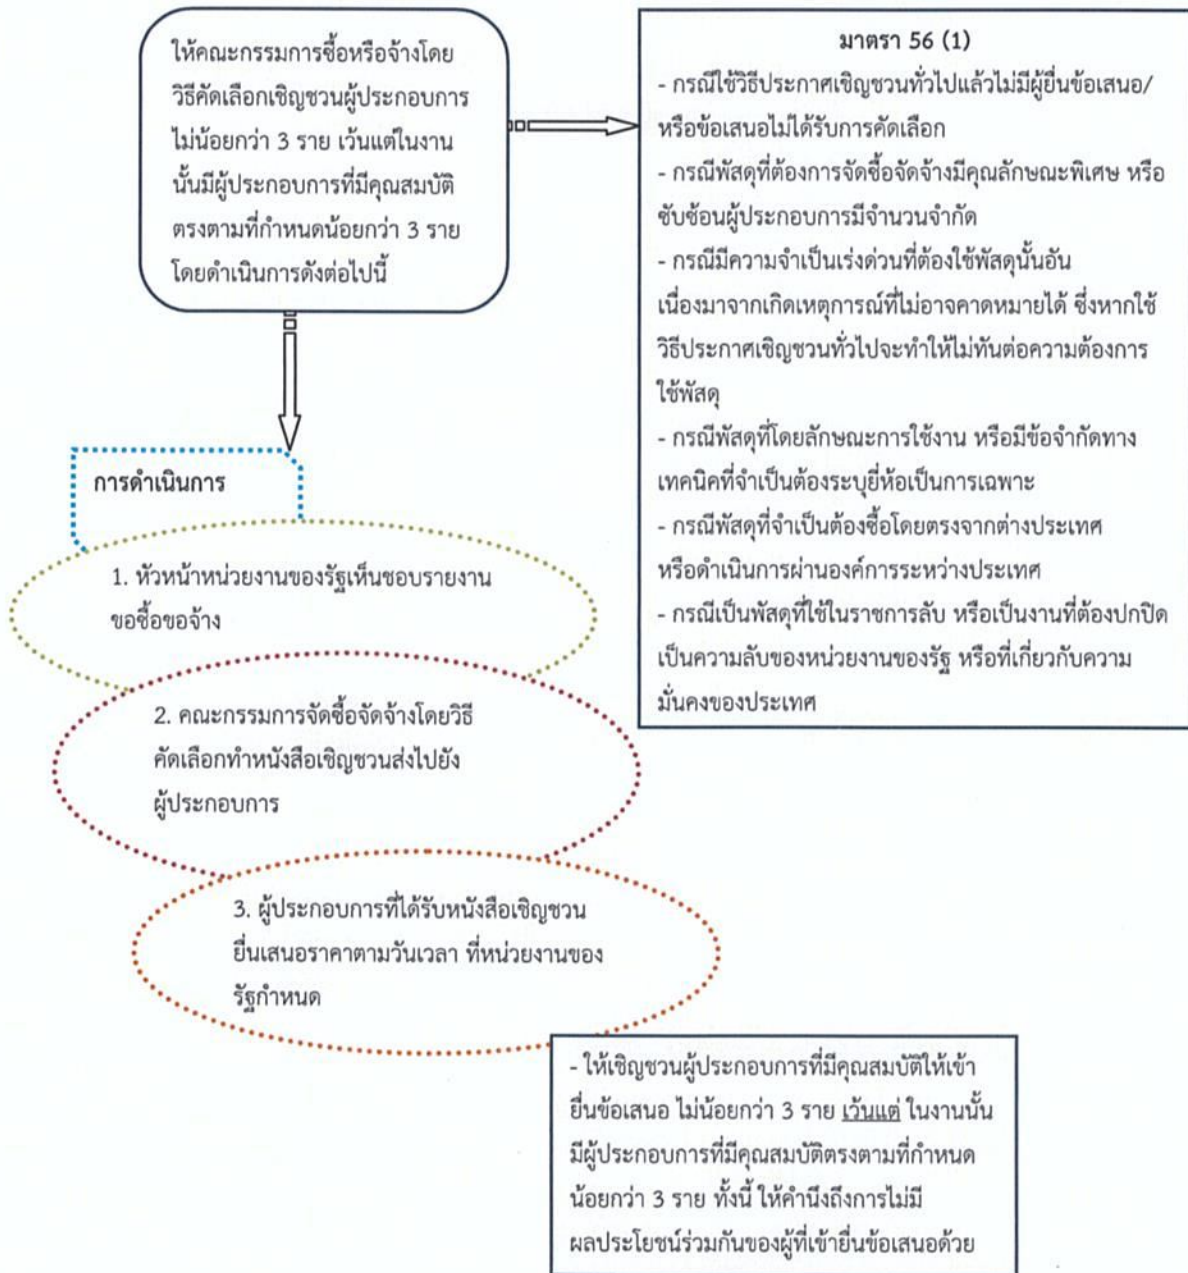 ให้คณะกรรมการซื้อหรือจ้างโดย
วิธีคัดเลือกเชิญชวนผู้ประกอบการ
ไม่น้อยกว่า 3 ราย เว้นแต่ในงาน
นั้นมีผู้ประกอบการที่มีคุณสมบัติ
ตรงตามที่กำหนดน้อยกว่า 3 ราย
โดยดำเนินการดังต่อไปนี้
มาตรา 56 (1)
- กรณีใช้วิธีประกาศเชิญชวนทั่วไปแล้วไม่มีผู้ยื่นข้อเสนอ/
หรือข้อเสนอไม่ได้รับการคัดเลือก
- กรณีพัสดุที่ต้องการจัดซื้อจัดจ้างมีคุณลักษณะพิเศษ หรือ
ซับซ้อนผู้ประกอบการมีจำนวนจำกัด
- กรณีมีความจำเป็นเร่งด่วนที่ต้องใช้พัสดุนั้นอัน
เนื่องมาจากเกิดเหตุการณ์ที่ไม่อาจคาดหมายได้ ซึ่งหากใช้
วิธีประกาศเชิญชวนทั่วไปจะทำให้ไม่ทันต่อความต้องการ
ใช้พัสดุ
- กรณีพัสดุที่โดยลักษณะการใช้งาน หรือมีข้อจำกัดทาง
เทคนิคที่จำเป็นต้องระบุยี่ห้อเป็นการเฉพาะ
- กรณีพัสดุที่จำเป็นต้องซื้อโดยตรงจากต่างประเทศ
หรือดำเนินการผ่านองค์การระหว่างประเทศ
- กรณีเป็นพัสดุที่ใช้ในราชการลับ หรือเป็นงานที่ต้องปกปิด
เป็นความลับของหน่วยงานของรัฐ หรือที่เกี่ยวกับความ
มั่นคงของประเทศ
การดำเนินการ
1. หัวหน้าหน่วยงานของรัฐเห็นชอบรายงาน
ขอซื้อขอจ้าง
2. คณะกรรมการจัดซื้อจัดจ้างโดยวิธี
คัดเลือกทำหนังสือเชิญชวนส่งไปยัง
ผู้ประกอบการ
3. ผู้ประกอบการที่ได้รับหนังสือเชิญชวน
ยื่นเสนอราคาตามวันเวลา ที่หน่วยงานของ
รัฐกำหนด
- ให้เชิญชวนผู้ประกอบการที่มีคุณสมบัติให้เข้า
ยื่นข้อเสนอ ไม่น้อยกว่า 3 ราย เว้นแต่ ในงานนั้น
มีผู้ประกอบการที่มีคุณสมบัติตรงตามที่กำหนด
น้อยกว่า 3 ราย ทั้งนี้ ให้คำนึงถึงการไม่มี
ผลประโยชน์ร่วมกันของผู้ที่เข้ายื่นข้อเสนอด้วย